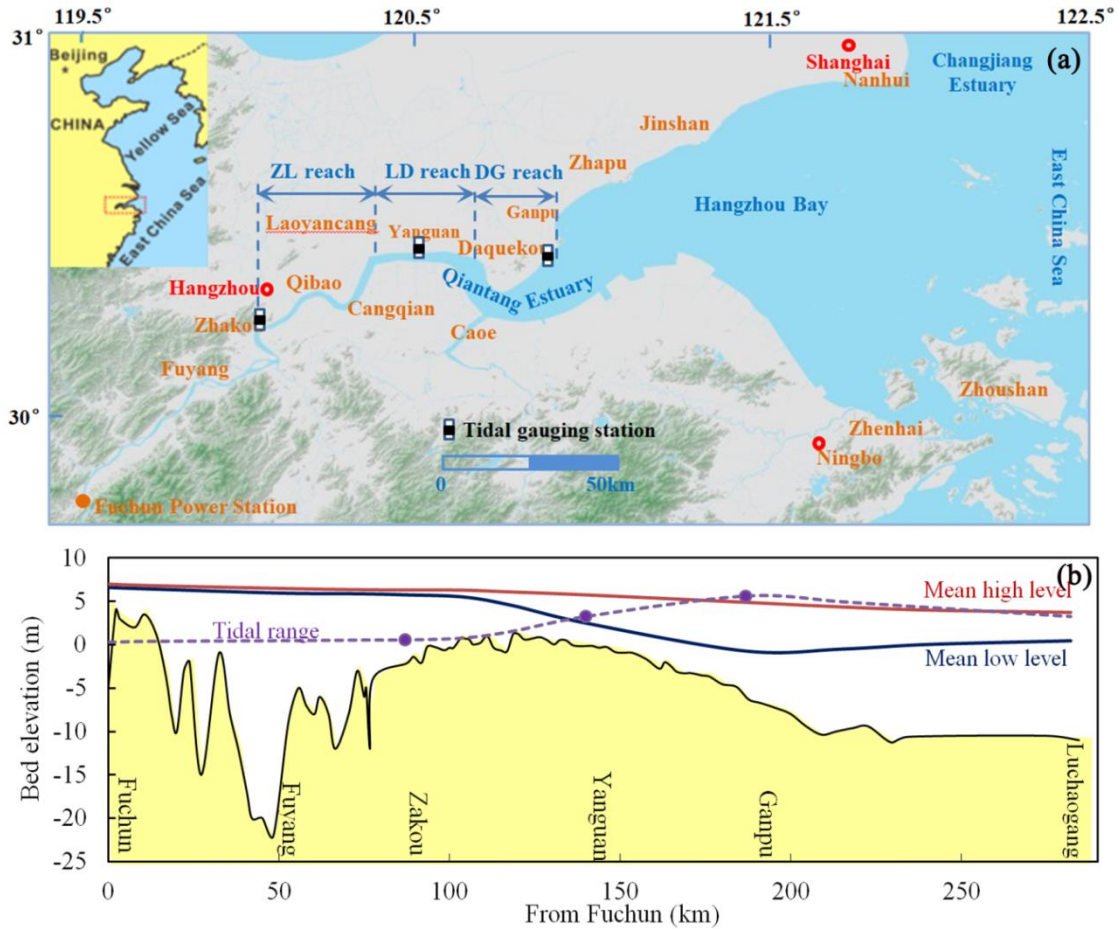 119.5°
120.5°
121.5°
122.5°
31°
30°
(a)
Beijing
CHINA
Yellow Sea
East China Sea
Shanghai
Nanhui
Changjiang
Estuary
Jinshan
Zhapu
ZL reach
LD reach
DG reach
Ganpu
Laoyancang
Yanguan
Daquekou
Hangzhou Bay
East China Sea
Hangzhou
Qibao
Cangqian
Qiantang Estuary
Zhakou
Caoe
Fuyang
Zhoushan
Tidal gauging station
Zhenhai
Ningbo
0
50km
Fuchun Power Station
(b)
Bed elevation (m)
10
5
0
-5
-10
-15
-20
-25
Mean high level
Tidal range
Mean low level
Fuchun
Fuyang
Zakou
Yanguan
Ganpu
Luchaogang
0
50
100
150
200
250
From Fuchun (km)